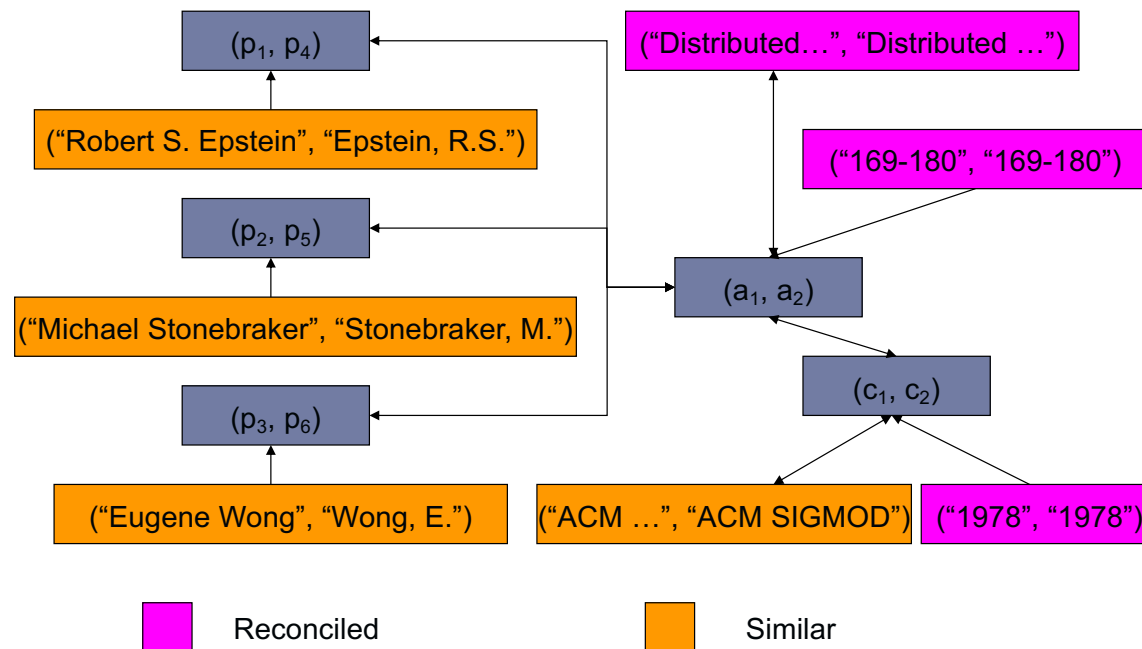 (p₁, p₄)
(“Distributed…”, “Distributed …”)
(“Robert S. Epstein”, “Epstein, R.S.”)
(“169-180”, “169-180”)
(p₂, p₅)
(a₁, a₂)
(“Michael Stonebraker”, “Stonebraker, M.”)
(c₁, c₂)
(p₃, p₆)
(“Eugene Wong”, “Wong, E.”)
(“ACM …”, “ACM SIGMOD”)
(“1978”, “1978”)
Reconciled
Similar